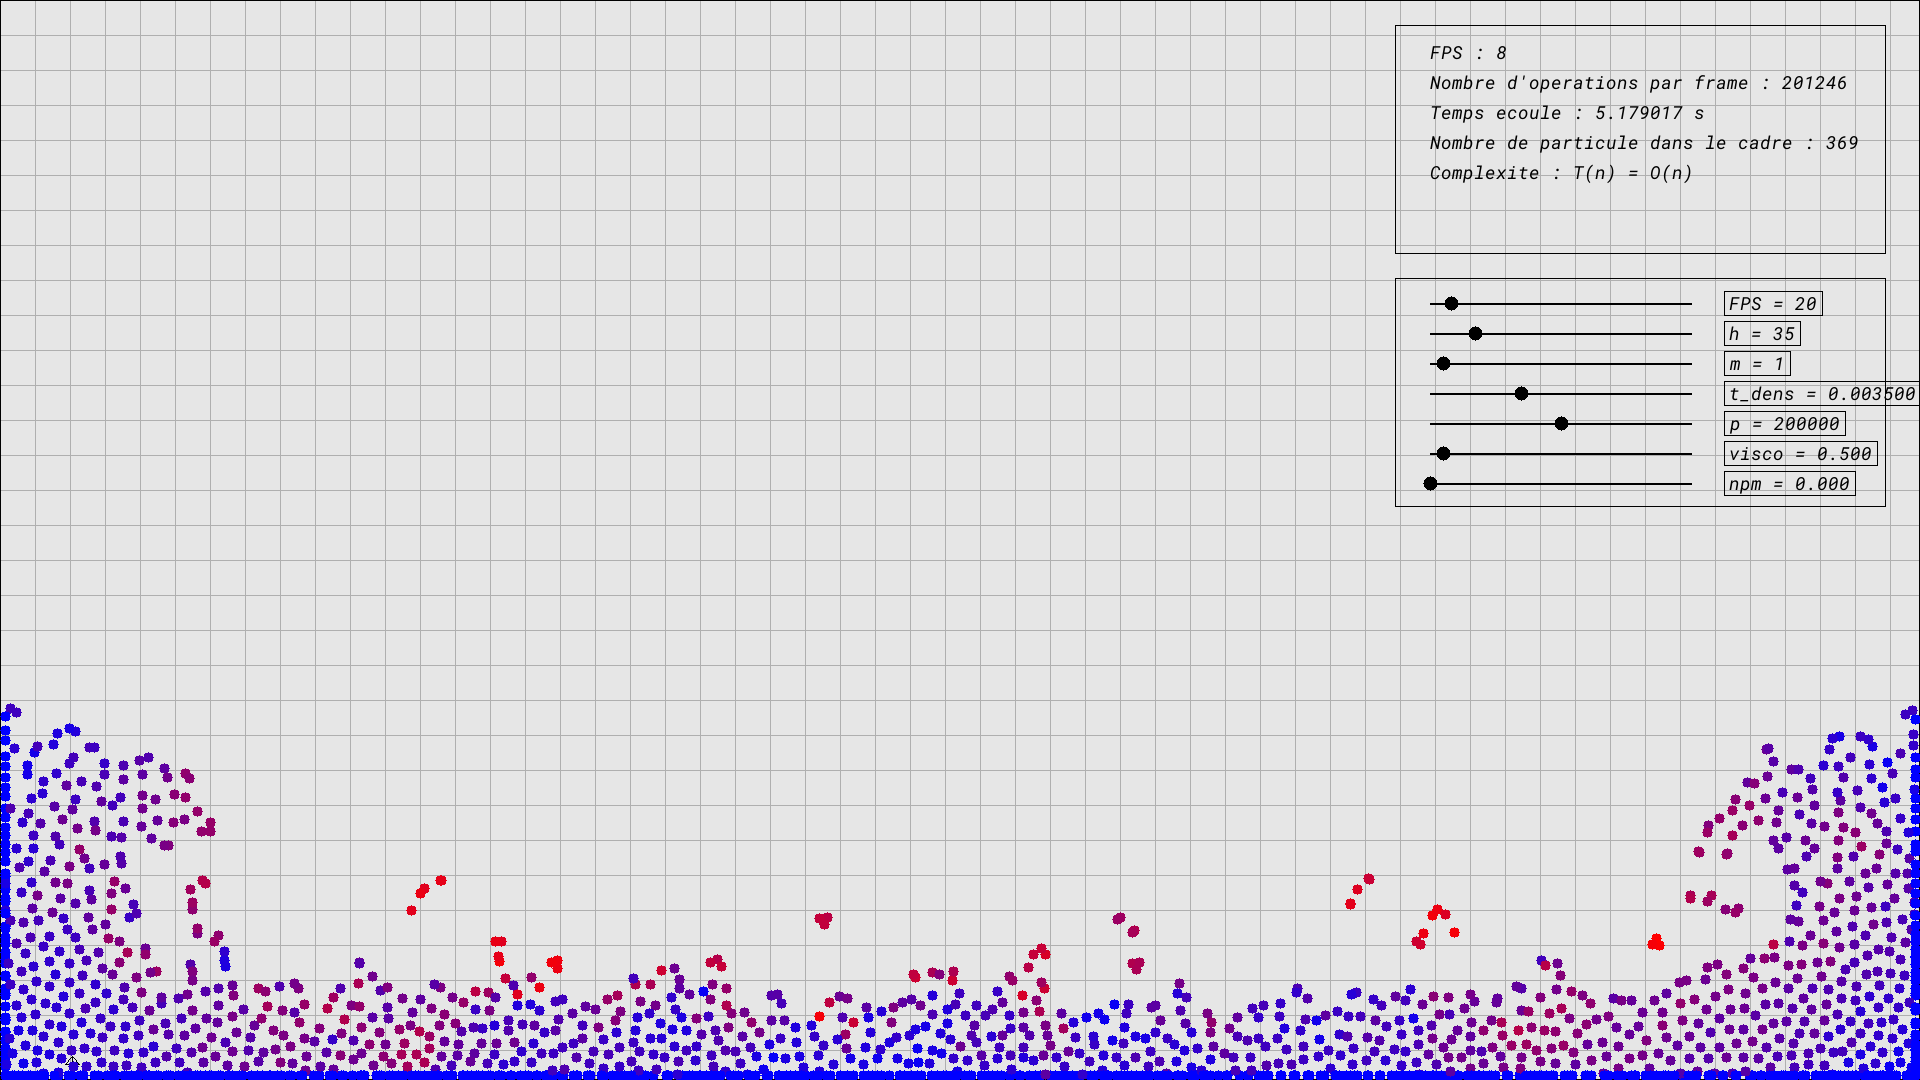 FPS : 8
Nombre d'operations par frame : 201246
Temps ecoule : 5.179017 s
Nombre de particule dans le cadre : 369
Complexite : T(n) = O(n)
FPS = 20
h = 35
m = 1
t_dens = 0.003500
p = 200000
visco = 0.500
npm = 0.000